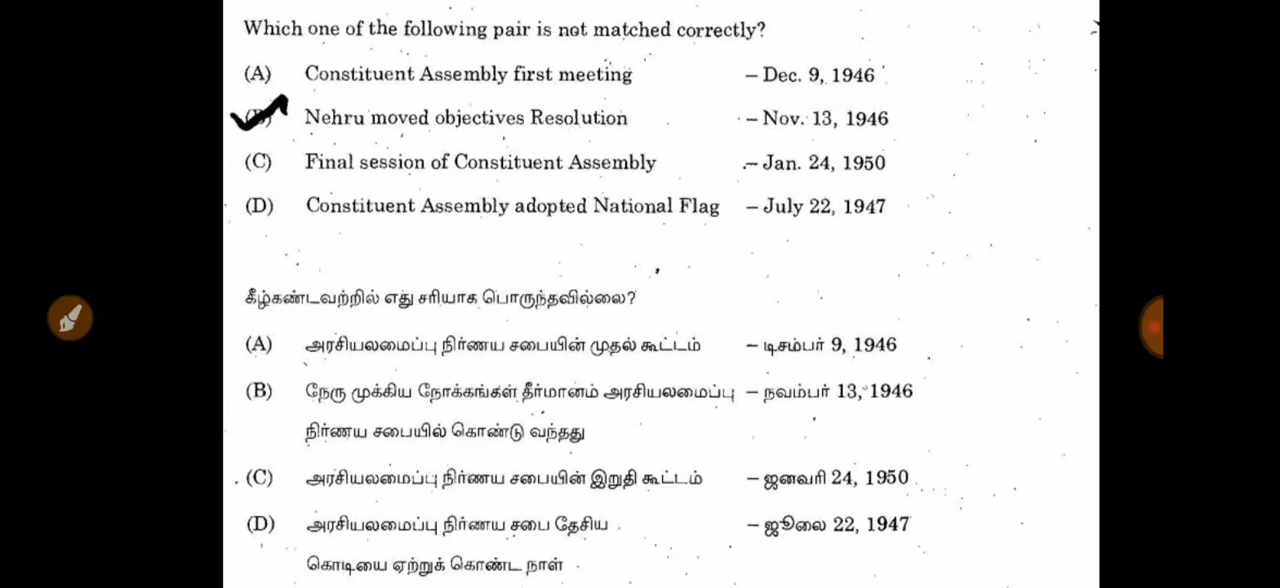 Which one of the following pair is not matched correctly?
(A) Constituent Assembly first meeting – Dec. 9, 1946
(B) Nehru moved objectives Resolution – Nov. 13, 1946
(C) Final session of Constituent Assembly – Jan. 24, 1950
(D) Constituent Assembly adopted National Flag – July 22, 1947
கீழ்கண்டவற்றில் எது சரியாக பொருந்தவில்லை?
(A) அரசியலமைப்பு நிர்ணய சபையின் முதல் கூட்டம் – டிசம்பர் 9, 1946
(B) நேரு முக்கிய நோக்கங்கள் தீர்மானம் அரசியலமைப்பு – நவம்பர் 13, 1946
நிர்ணய சபையில் கொண்டு வந்தது
(C) அரசியலமைப்பு நிர்ணய சபையின் இறுதி கூட்டம் – ஜனவரி 24, 1950
(D) அரசியலமைப்பு நிர்ணய சபை தேசிய – ஜூலை 22, 1947
கொடியை ஏற்றுக் கொண்ட நாள்